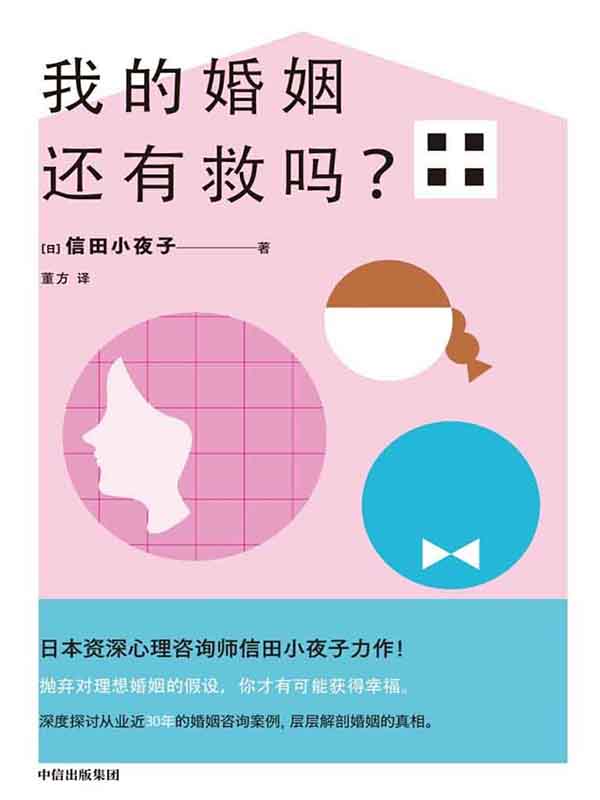 我的婚姻
还有救吗？
[日]信田小夜子——著
董方 译
日本资深心理咨询师信田小夜子力作！
抛弃对理想婚姻的假设，你才有可能获得幸福。
深度探讨从业近30年的婚姻咨询案例，层层解剖婚姻的真相。
中信出版集团